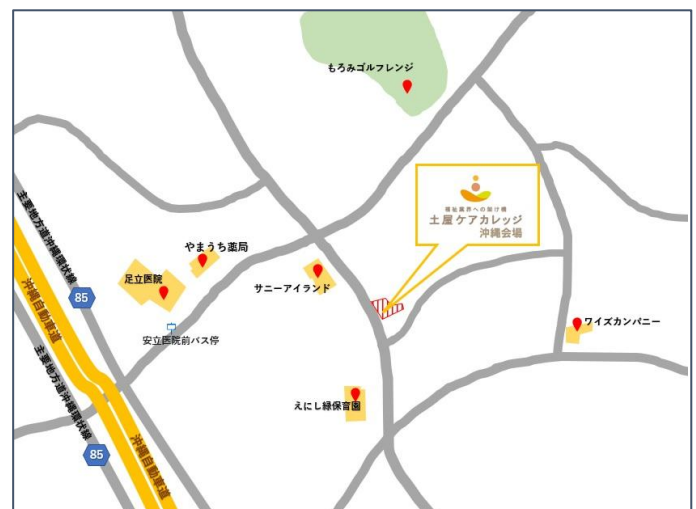 もろみゴルフレンジ
福祉業界への架け橋
土屋ケアカレッジ
沖縄会場
やまうち薬局
足立医院
サニーアイランド
主要地方道沖縄環状線
沖縄自動車道
85
安立医院前バス停
ワイズカンパニー
主要地方道沖縄環状線
えにし緑保育園
85
沖縄自動車道